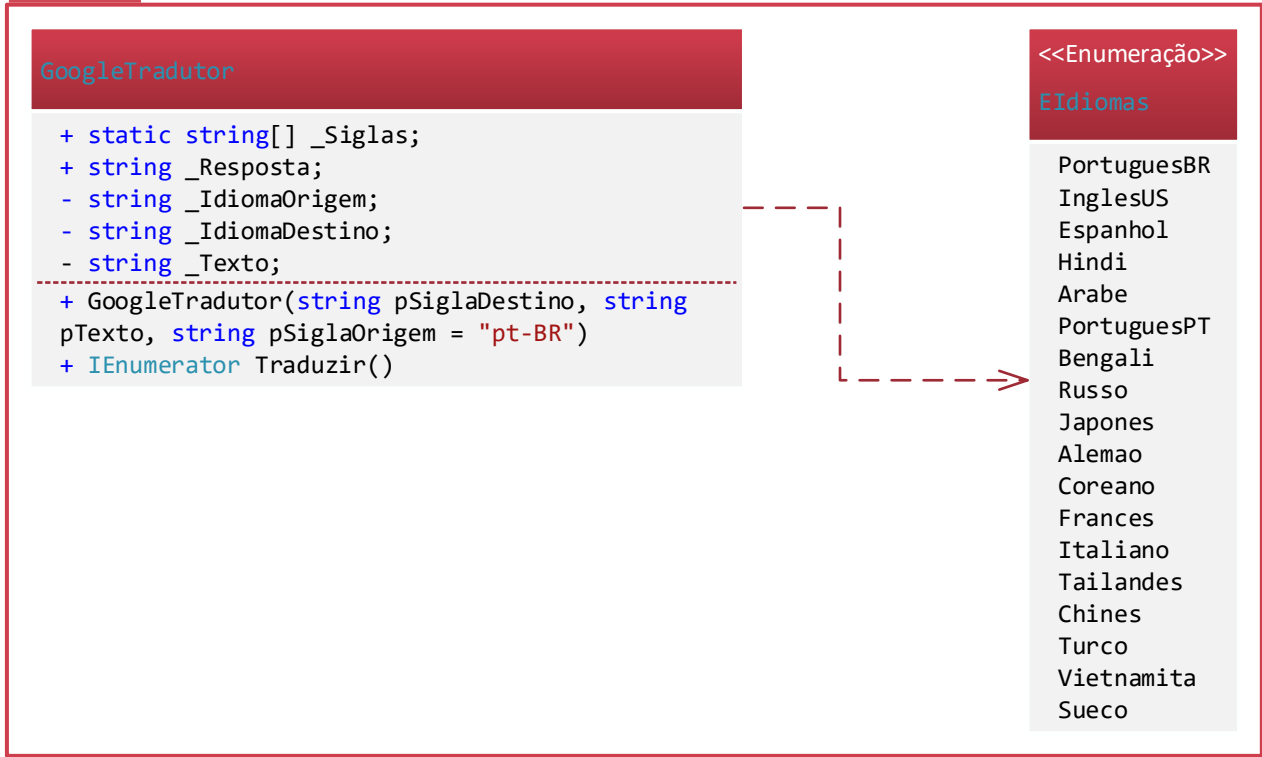 GoogleTradutor
+ static string[] _Siglas;
+ string _Resposta;
- string _IdiomaOrigem;
- string _IdiomaDestino;
- string _Texto;
+ GoogleTradutor(string pSiglaDestino, string
pTexto, string pSiglaOrigem = "pt-BR")
+ IEnumerator Traduzir()
<<Enumeração>>
EIdiomas
PortuguesBR
InglesUS
Espanhol
Hindi
Arabe
PortuguesPT
Bengali
Russo
Japones
Alemao
Coreano
Frances
Italiano
Tailandes
Chines
Turco
Vietnamita
Sueco